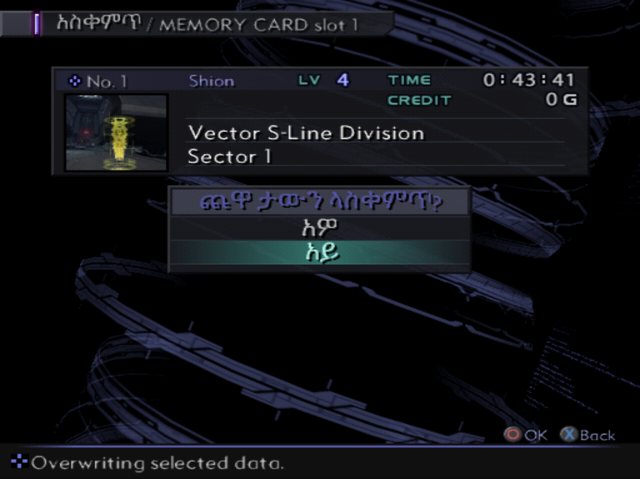 አስቀምጥ / MEMORY CARD slot 1
No. 1 Shion LV 4 TIME 0:43:41
CREDIT 0 G
Vector S-Line Division
Sector 1
ጨዋታውን ላስቀምጥ?
አም
አይ
OK Back
Overwriting selected data.